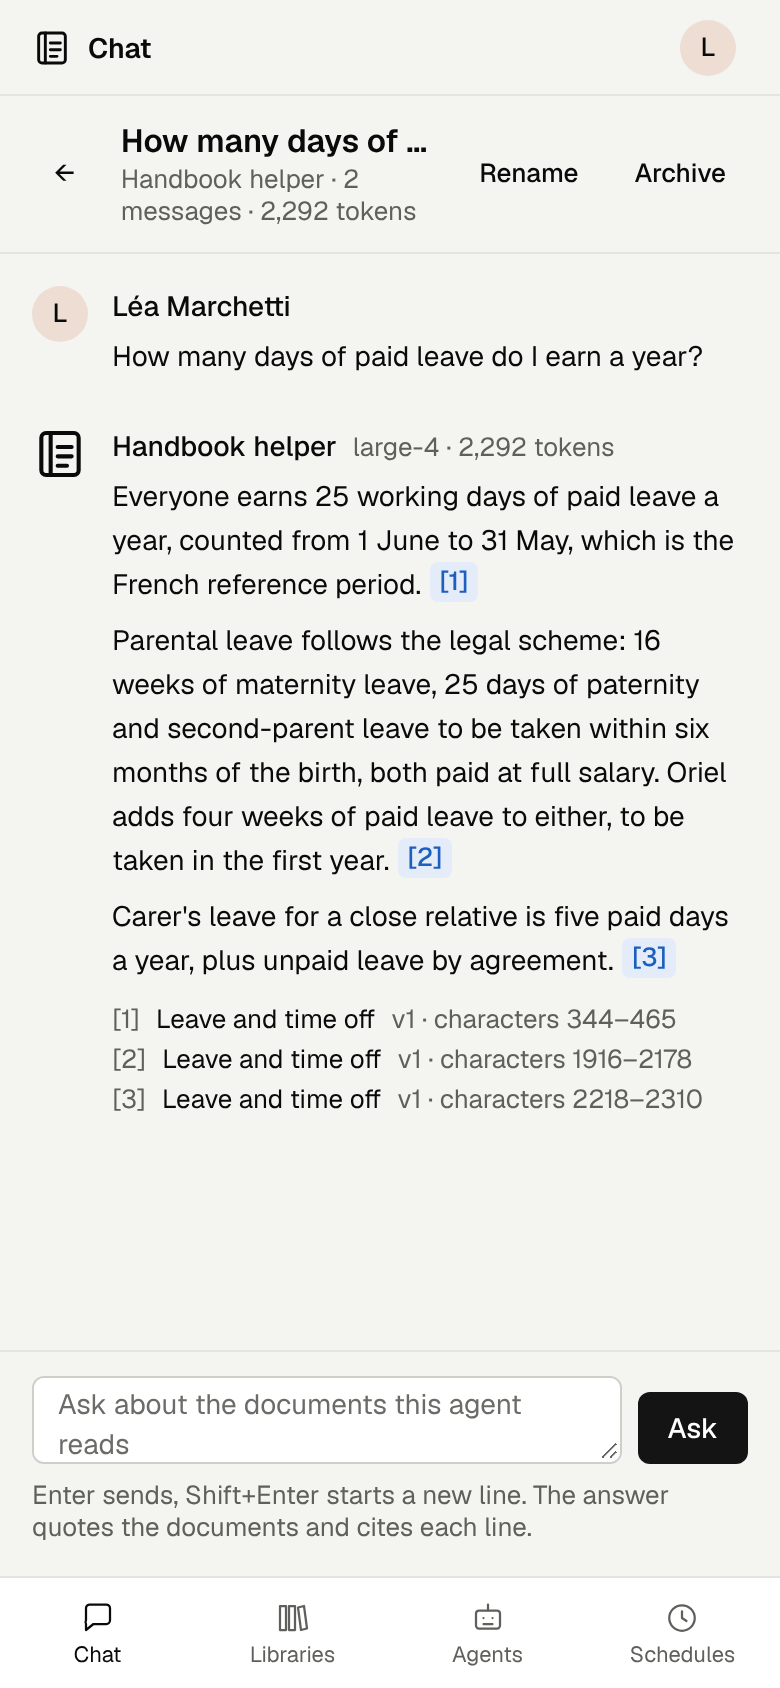 Chat
L
←
How many days of ...
Handbook helper · 2
messages · 2,292 tokens
Rename
Archive
L
Léa Marchetti
How many days of paid leave do I earn a year?
Handbook helper large-4 · 2,292 tokens
Everyone earns 25 working days of paid leave a
year, counted from 1 June to 31 May, which is the
French reference period. [1]
Parental leave follows the legal scheme: 16
weeks of maternity leave, 25 days of paternity
and second-parent leave to be taken within six
months of the birth, both paid at full salary. Oriel
adds four weeks of paid leave to either, to be
taken in the first year. [2]
Carer's leave for a close relative is five paid days
a year, plus unpaid leave by agreement. [3]
[1] Leave and time off v1 · characters 344–465
[2] Leave and time off v1 · characters 1916–2178
[3] Leave and time off v1 · characters 2218–2310
Ask about the documents this agent
reads
Ask
Enter sends, Shift+Enter starts a new line. The answer
quotes the documents and cites each line.
Chat
Libraries
Agents
Schedules